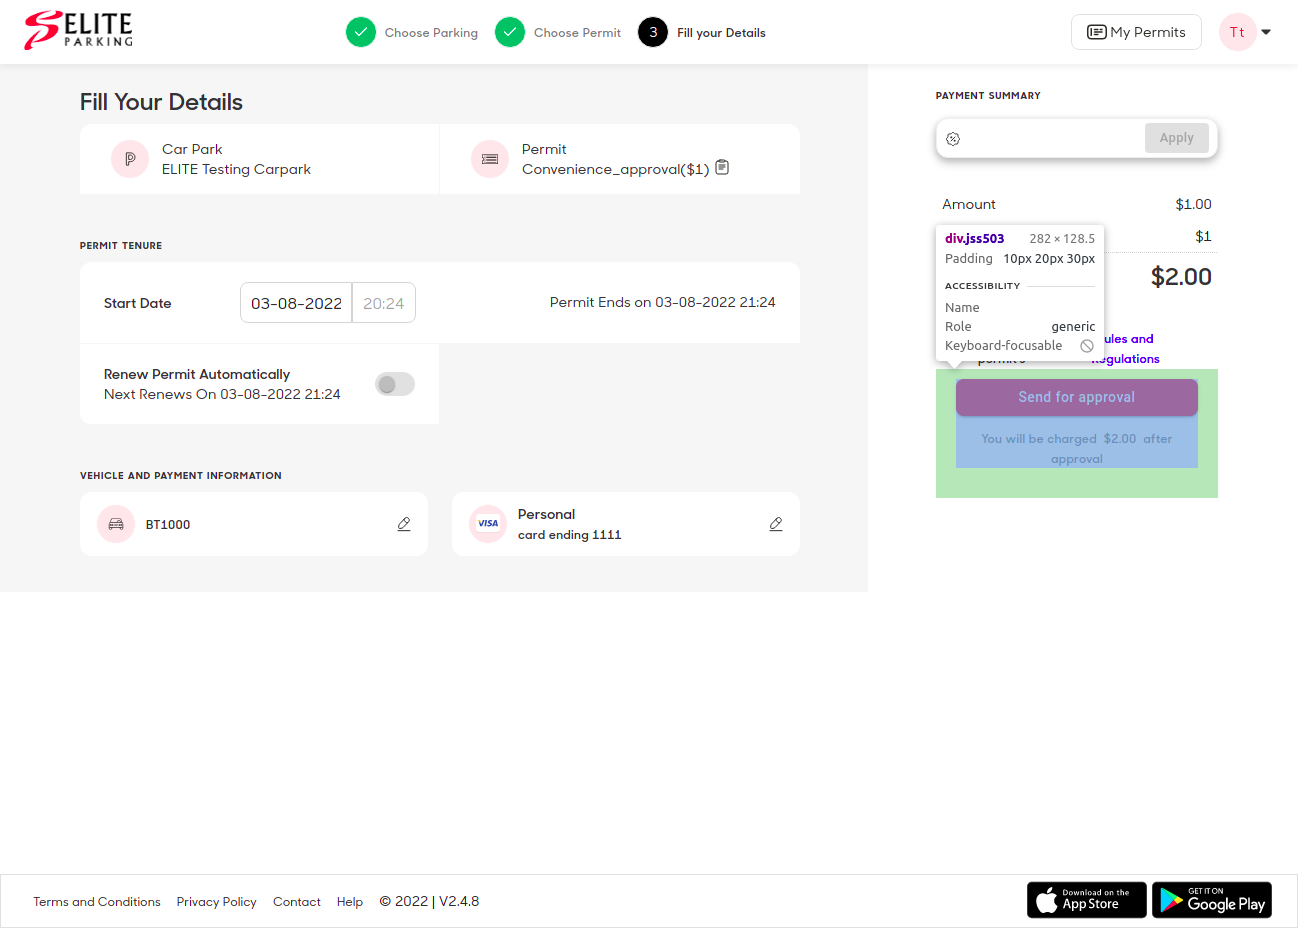 ELITE
PARKING
Choose Parking
Choose Permit
3 Fill your Details
My Permits
Tt
Fill Your Details
Car Park
ELITE Testing Carpark
Permit
Convenience_approval($1)
PERMIT TENURE
Start Date
03-08-2022 20:24
Permit Ends on 03-08-2022 21:24
Renew Permit Automatically
Next Renews On 03-08-2022 21:24
VEHICLE AND PAYMENT INFORMATION
BT1000
VISA
Personal
card ending 1111
PAYMENT SUMMARY
Apply
Amount $1.00
$1
$2.00
div.jss503 282 × 128.5
Padding 10px 20px 30px
ACCESSIBILITY
Name
Role generic
Keyboard-focusable
ules and
Regulations
Send for approval
You will be charged $2.00 after
approval
Terms and Conditions Privacy Policy Contact Help © 2022 | V2.4.8
Download on the
App Store
GET IT ON
Google Play